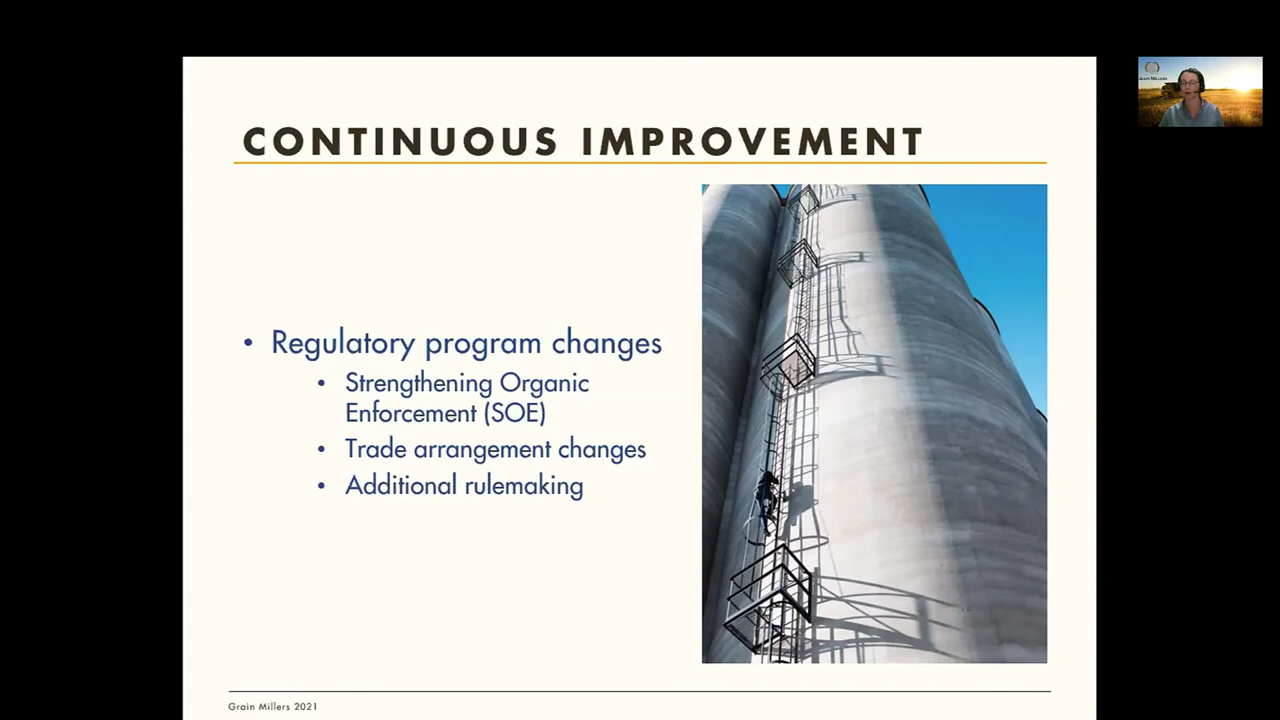 CONTINUOUS IMPROVEMENT
• Regulatory program changes
• Strengthening Organic
Enforcement (SOE)
• Trade arrangement changes
• Additional rulemaking
Grain Millers 2021